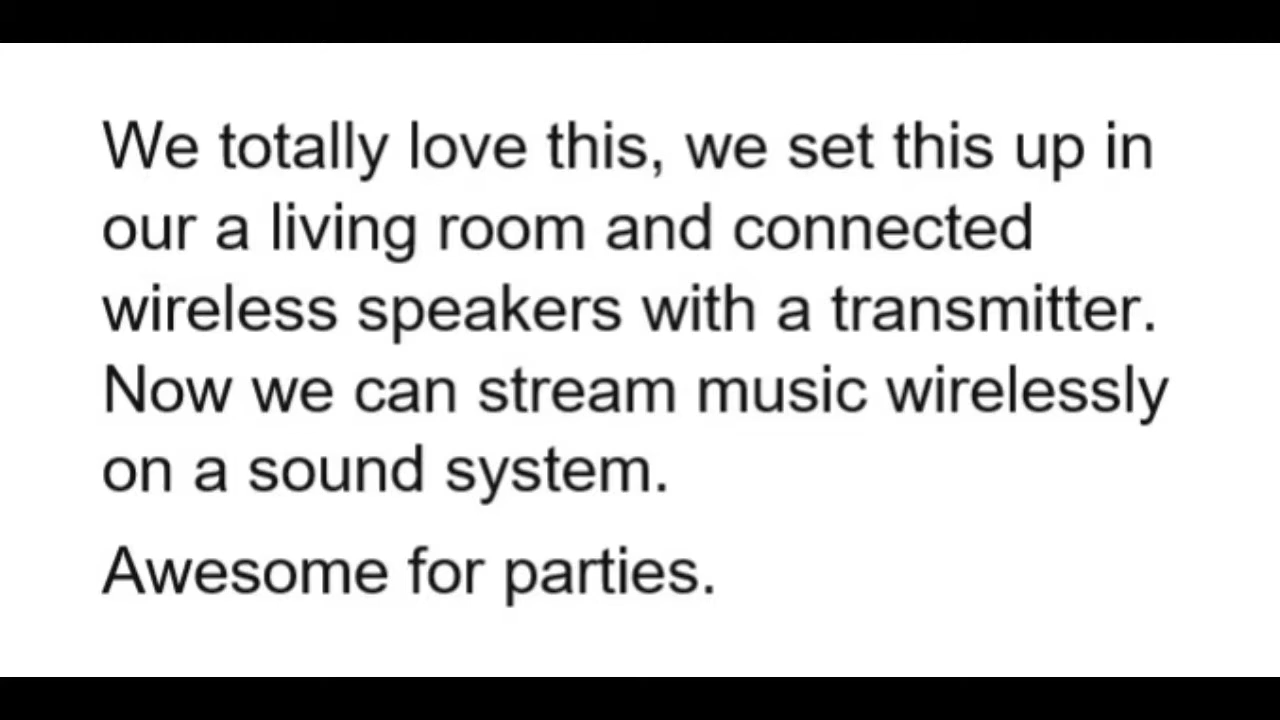 We totally love this, we set this up in
our a living room and connected
wireless speakers with a transmitter.
Now we can stream music wirelessly
on a sound system.
Awesome for parties.